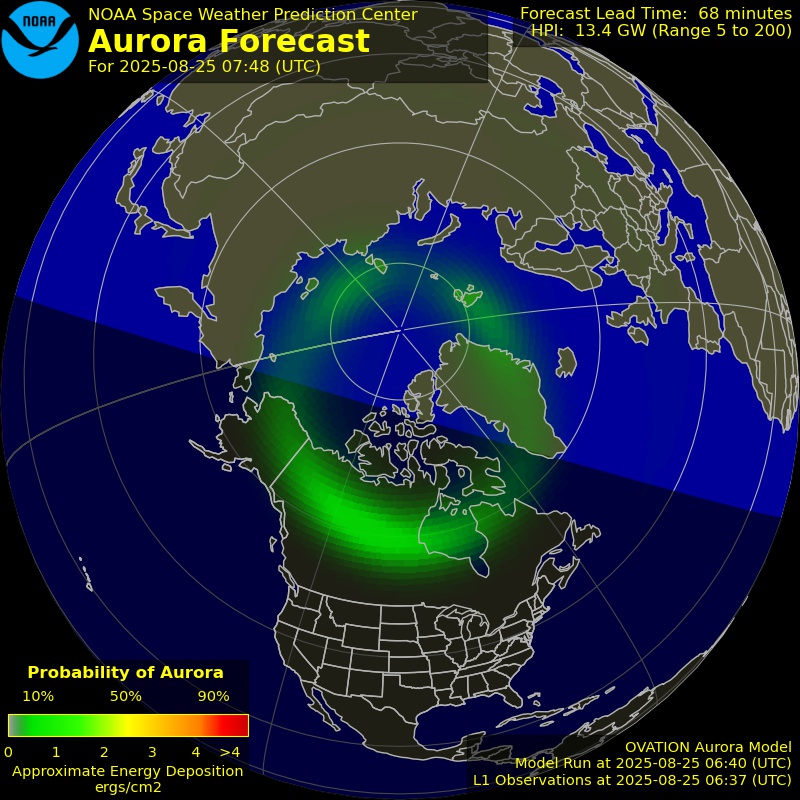 NOAA
NOAA Space Weather Prediction Center
Aurora Forecast
For 2025-08-25 07:48 (UTC)
Forecast Lead Time:  68 minutes
HPI:  13.4 GW (Range 5 to 200)
Probability of Aurora
10% 50% 90%
0 1 2 3 4 >4
Approximate Energy Deposition
ergs/cm2
OVATION Aurora Model
Model Run at 2025-08-25 06:40 (UTC)
L1 Observations at 2025-08-25 06:37 (UTC)